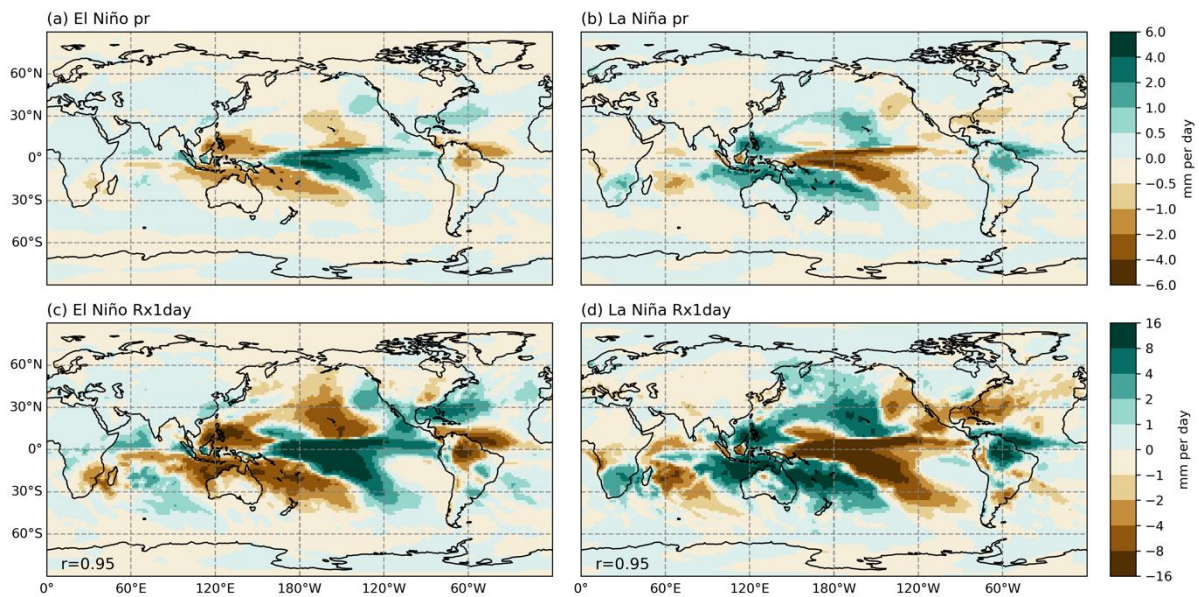 (a) El Niño pr
(b) La Niña pr
60°N
30°N
0°
30°S
60°S
6.0
4.0
2.0
1.0
0.5
0.0
−0.5
−1.0
−2.0
−4.0
−6.0
mm per day
(c) El Niño Rx1day
(d) La Niña Rx1day
60°N
30°N
0°
30°S
60°S
r=0.95
r=0.95
16
8
4
2
1
0
−1
−2
−4
−8
−16
mm per day
0° 60°E 120°E 180°W 120°W 60°W
0° 60°E 120°E 180°W 120°W 60°W